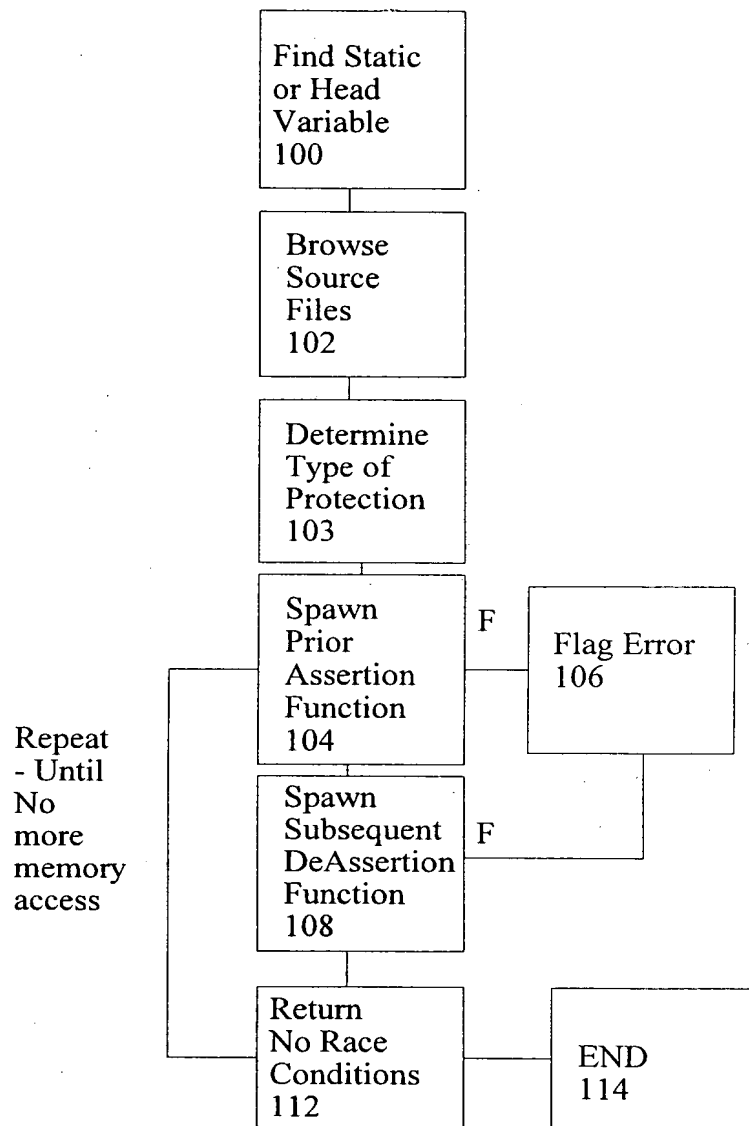 Find Static
or Head
Variable
100
Browse
Source
Files
102
Determine
Type of
Protection
103
Spawn
Prior
Assertion
Function
104
F
Flag Error
106
Repeat
- Until
No
more
memory
access
Spawn
Subsequent
DeAssertion
Function
108
F
Return
No Race
Conditions
112
END
114